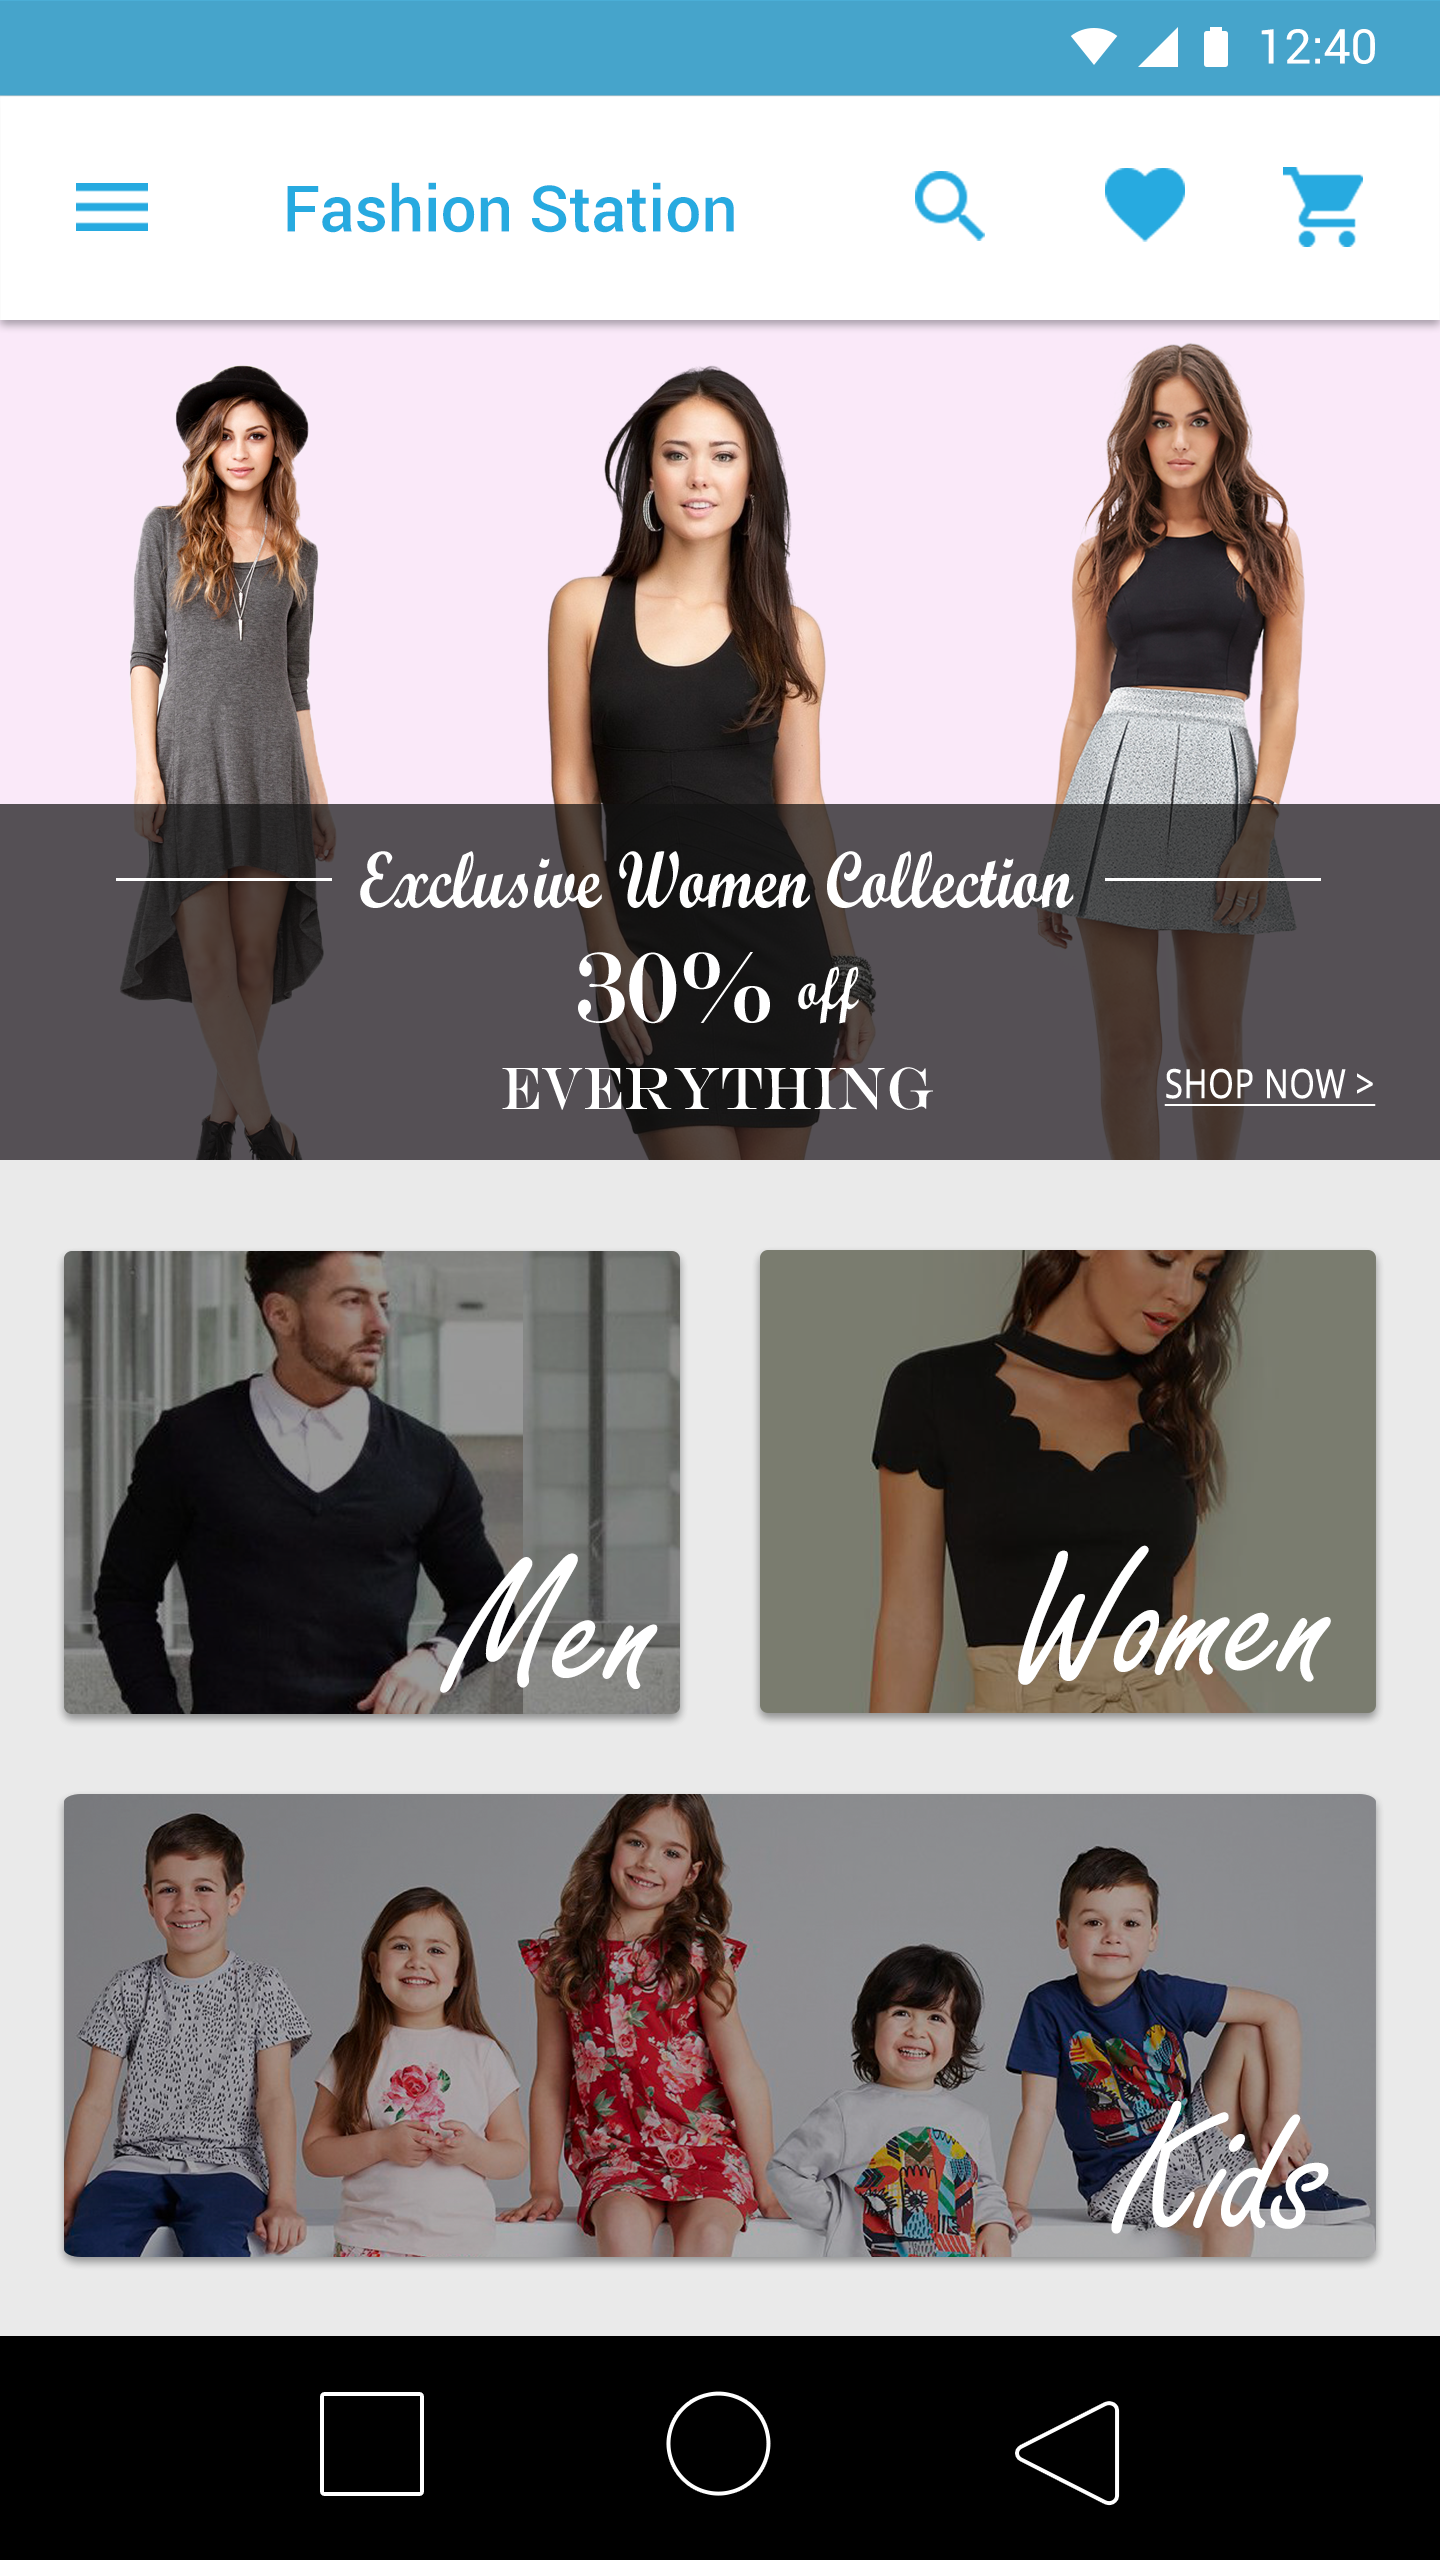 12:40
Fashion Station
Exclusive Women Collection
30% off
EVERYTHING
SHOP NOW >
Men
Women
Kids